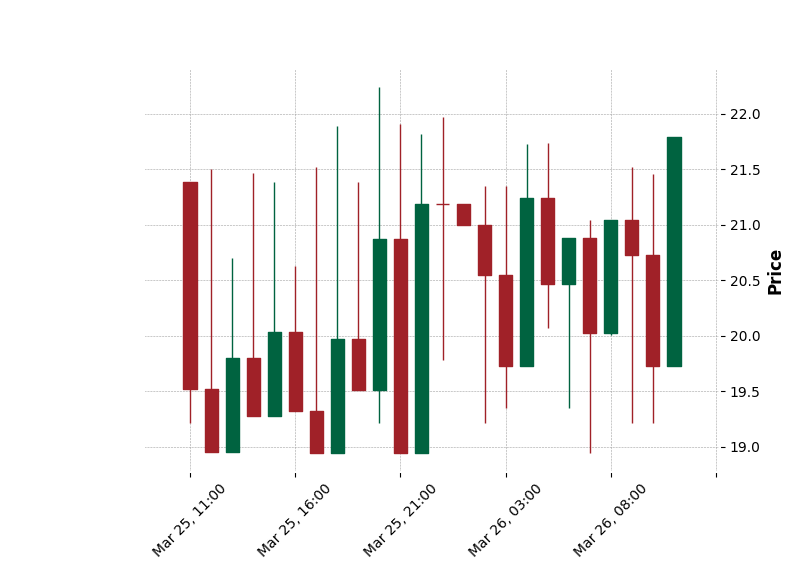 22.0
21.5
21.0
20.5
20.0
19.5
19.0
Price
Mar 25, 11:00
Mar 25, 16:00
Mar 25, 21:00
Mar 26, 03:00
Mar 26, 08:00